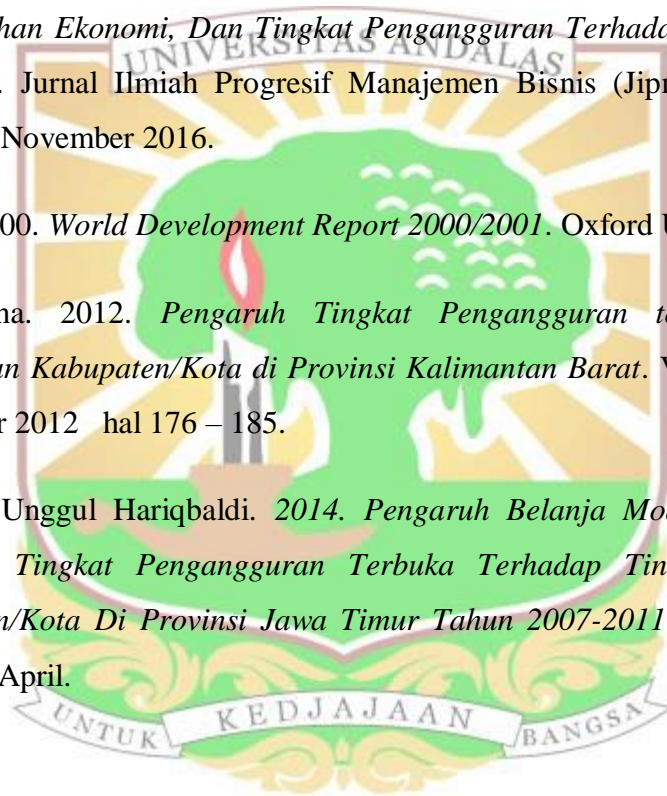 han Ekonomi, Dan Tingkat Pengangguran Terhada
UNIVERSITAS ANDALAS
. Jurnal Ilmiah Progresif Manajemen Bisnis (Jipr
November 2016.
00. World Development Report 2000/2001. Oxford U
na. 2012. Pengaruh Tingkat Pengangguran te
an Kabupaten/Kota di Provinsi Kalimantan Barat. V
r 2012 hal 176 – 185.
Unggul Hariqbaldi. 2014. Pengaruh Belanja Mo
Tingkat Pengangguran Terbuka Terhadap Tin
n/Kota Di Provinsi Jawa Timur Tahun 2007-2011
April.
UNTUK KEDJAJAAN BANGSA